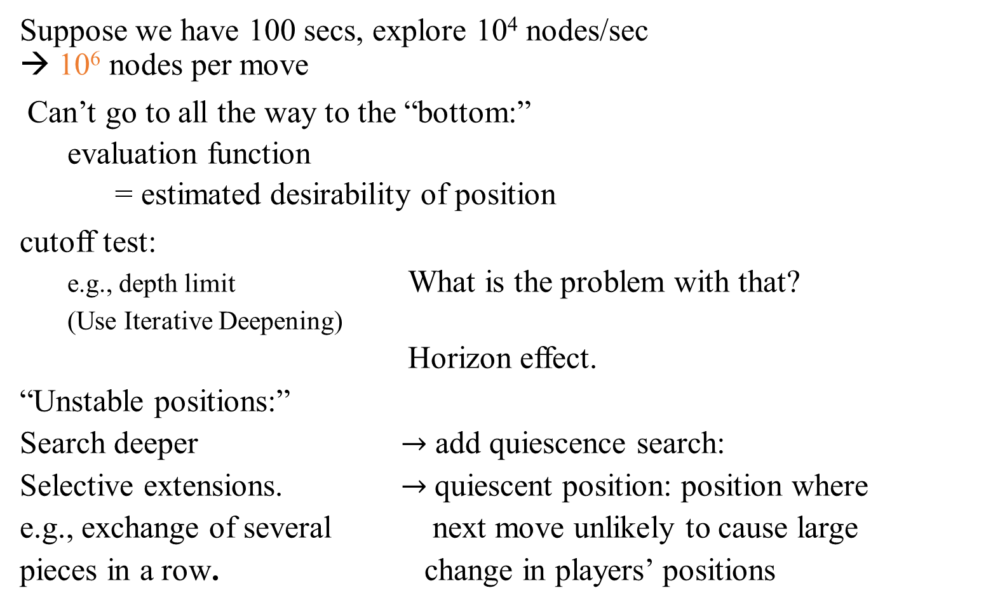 Suppose we have 100 secs, explore 10⁴ nodes/sec
→ 10⁶ nodes per move
Can’t go to all the way to the “bottom:”
evaluation function
= estimated desirability of position
cutoff test:
e.g., depth limit
What is the problem with that?
(Use Iterative Deepening)
Horizon effect.
“Unstable positions:”
Search deeper
Selective extensions.
e.g., exchange of several
pieces in a row.
→ add quiescence search:
→ quiescent position: position where
next move unlikely to cause large
change in players’ positions